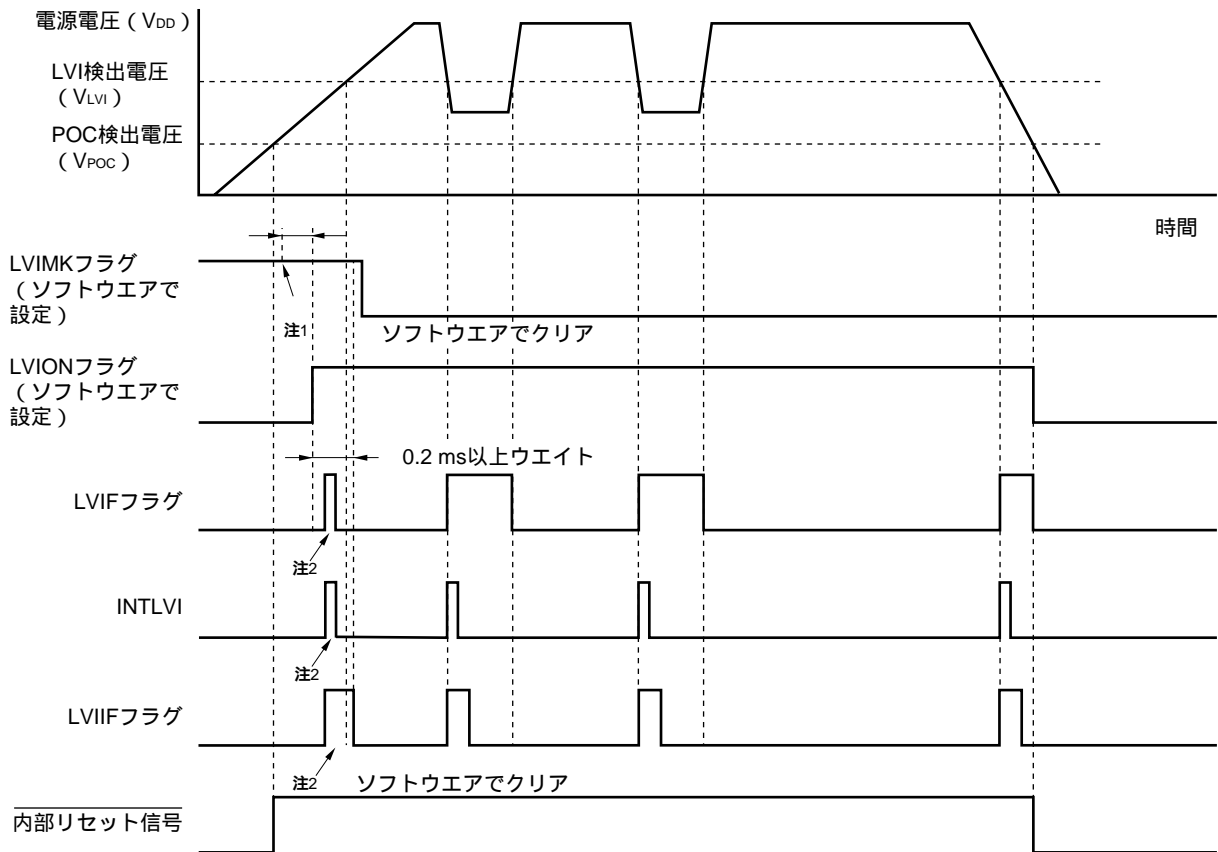 電源電圧（VDD）
LVI検出電圧
（VLVI）
POC検出電圧
（VPOC）
時間
LVIMKフラグ
（ソフトウエアで
設定）
注1
ソフトウエアでクリア
LVIONフラグ
（ソフトウエアで
設定）
0.2 ms以上ウエイト
LVIFフラグ
注2
INTLVI
注2
LVIIFフラグ
注2
ソフトウエアでクリア
内部リセット信号